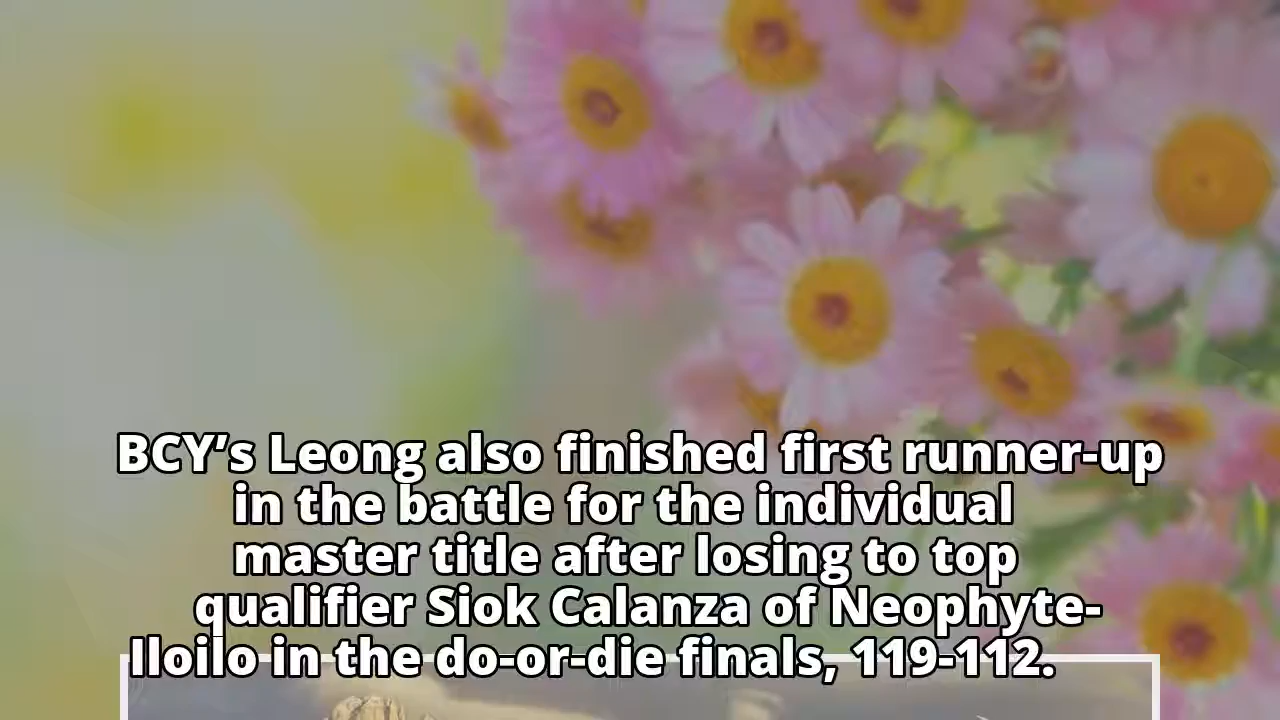 BCY’s Leong also finished first runner-up
in the battle for the individual
master title after losing to top
qualifier Siok Calanza of Neophyte-
Iloilo in the do-or-die finals, 119-112.